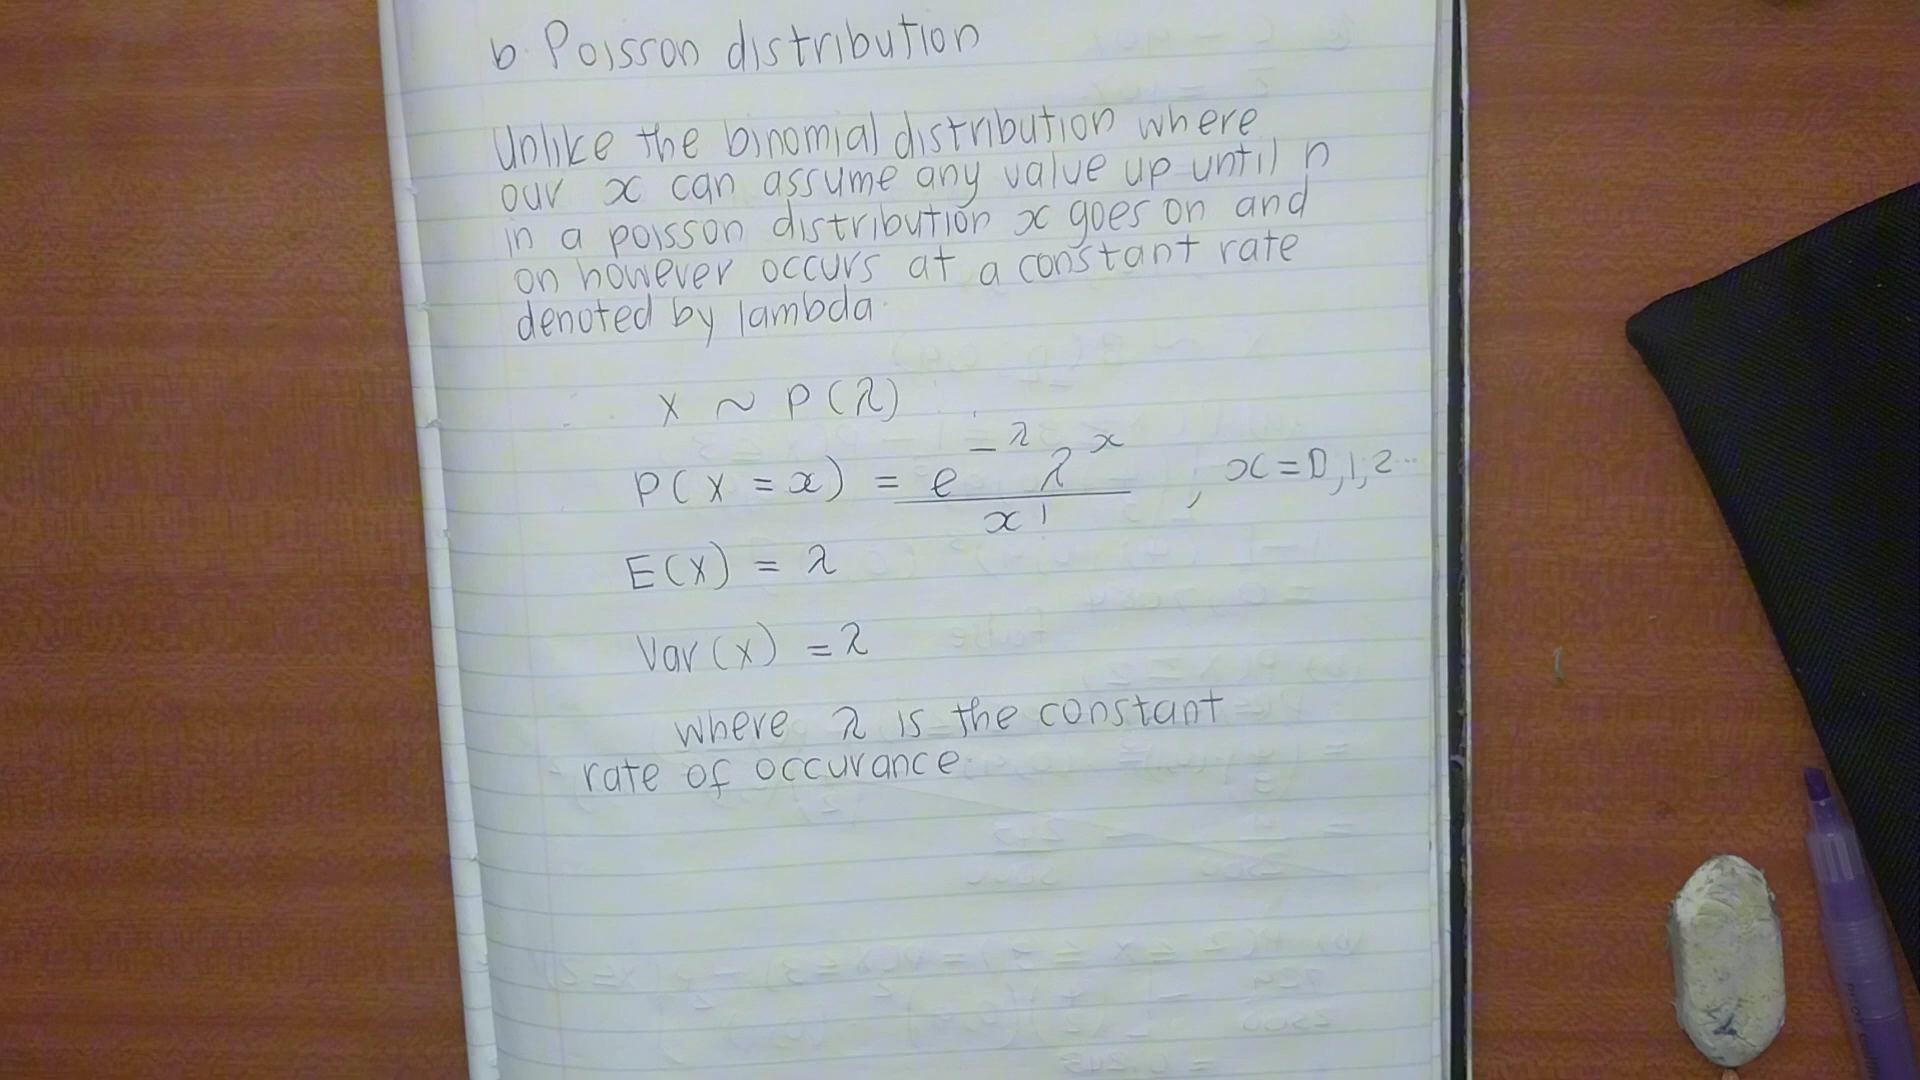 b. Poisson distribution
Unlike the binomial distribution where
our x can assume any value up until n
in a poisson distribution x goes on and
on however occurs at a constant rate
denoted by lambda.
X ~ P(λ)
P(X = x) = e^-λ λ^x / x! , x = 0,1,2...
E(X) = λ
Var(X) = λ
where λ is the constant
rate of occurance.